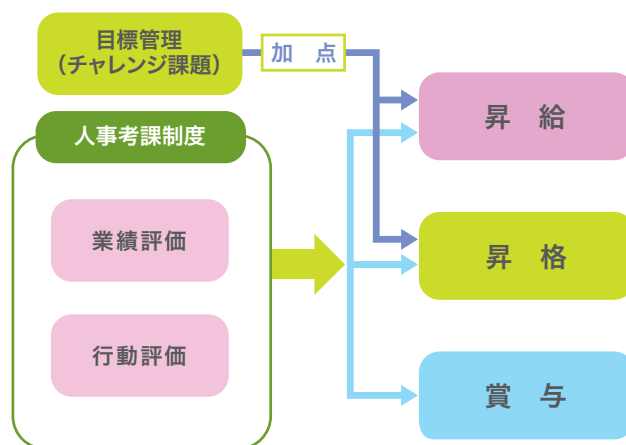 目標管理
（チャレンジ課題）
加　点
人事考課制度
業績評価
行動評価
昇　給
昇　格
賞　与